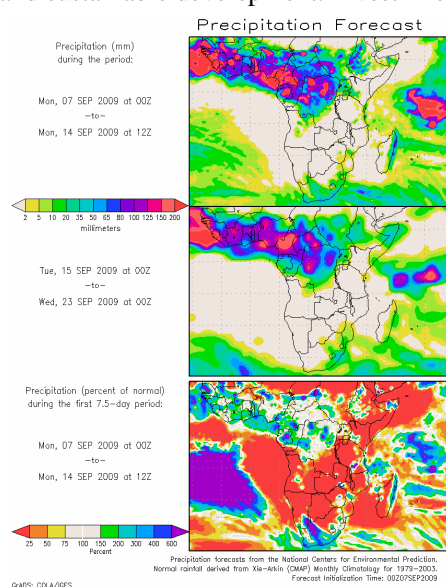 Precipitation Forecast
Precipitation (mm)
during the period:
Mon, 07 SEP 2009 at 00Z
—to—
Mon, 14 SEP 2009 at 12Z
2 5 10 20 35 50 65 80 100 125 150 200
millimeters
Tue, 15 SEP 2009 at 00Z
—to—
Wed, 23 SEP 2009 at 00Z
Precipitation (percent of normal)
during the first 7.5-day period:
Mon, 07 SEP 2009 at 00Z
—to—
Mon, 14 SEP 2009 at 12Z
25 50 75 100 150 200 300 400 600
Percent
Precipitation forecasts from the National Centers for Environmental Prediction.
Normal rainfall derived from Xie-Arkin (CMAP) Monthly Climatology for 1979-2003.
Forecast Initialization Time: 00Z07SEP2009
GrADS: COLA/IGES